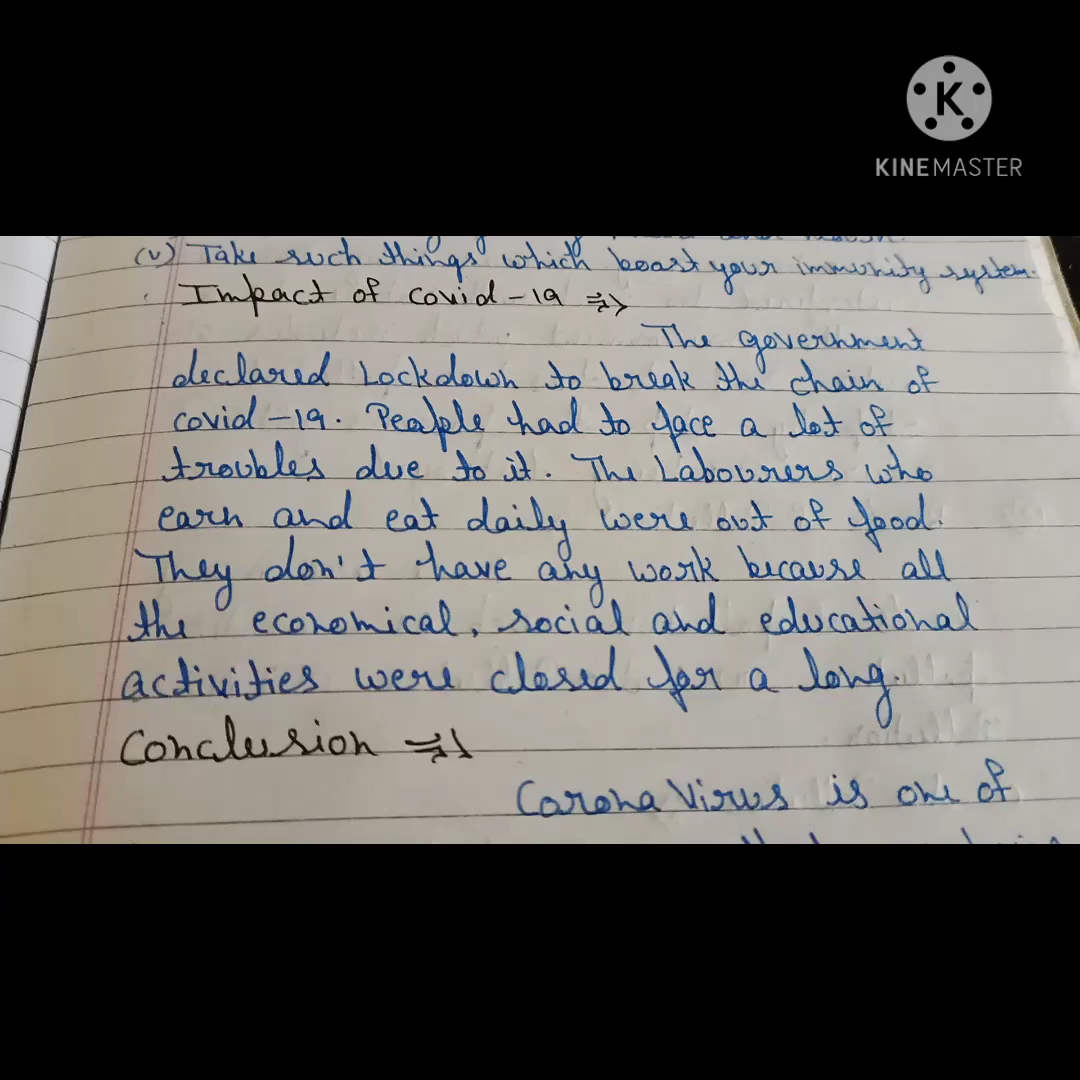 KINEMASTER
(v) Take such things which boast your immunity system.
Impact of covid-19 ⇒
The government
declared Lockdown to break the chain of
covid-19. Peaple had to face a lot of
troubles due to it. The Labourers who
earn and eat daily were out of food.
They don't have any work because all
the economical, social and educational
activities were closed for a long.
Conclusion ⇒
Carona Virus is one of